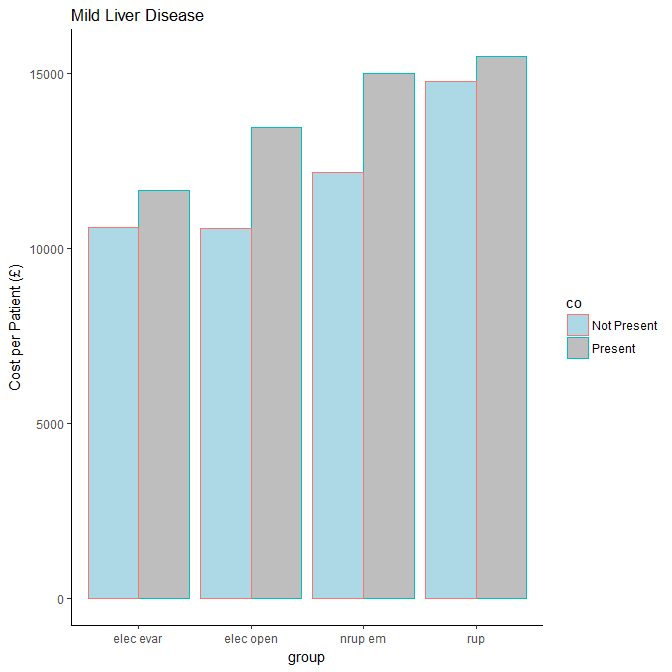 Mild Liver Disease
Cost per Patient (£)
15000
10000
5000
0
elec evar
elec open
nrup em
rup
group
co
Not Present
Present